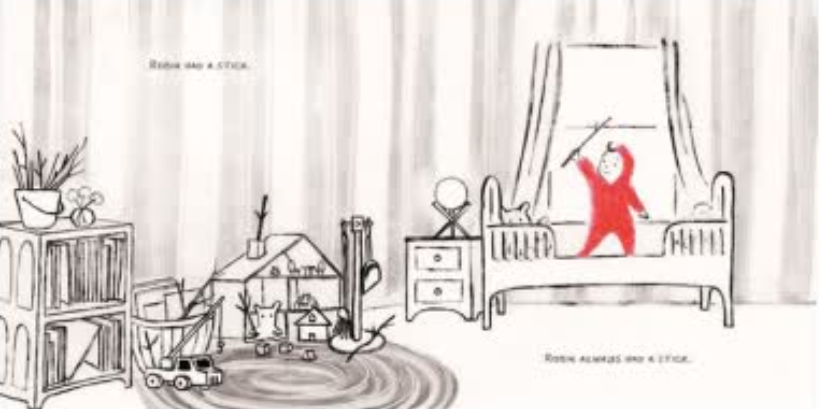 ROBIN HAD A STICK.
ROBIN ALWAYS HAD A STICK.